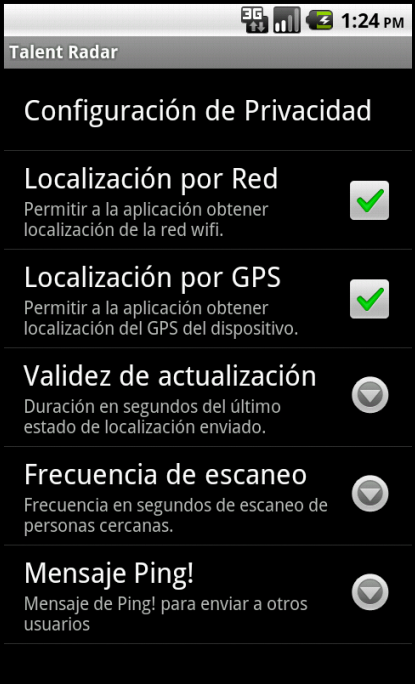 3G 1:24 PM
Talent Radar
Configuración de Privacidad
Localización por Red
Permitir a la aplicación obtener
localización de la red wifi.
Localización por GPS
Permitir a la aplicación obtener
localización del GPS del dispositivo.
Validez de actualización
Duración en segundos del último
estado de localización enviado.
Frecuencia de escaneo
Frecuencia en segundos de escaneo de
personas cercanas.
Mensaje Ping!
Mensaje de Ping! para enviar a otros
usuarios